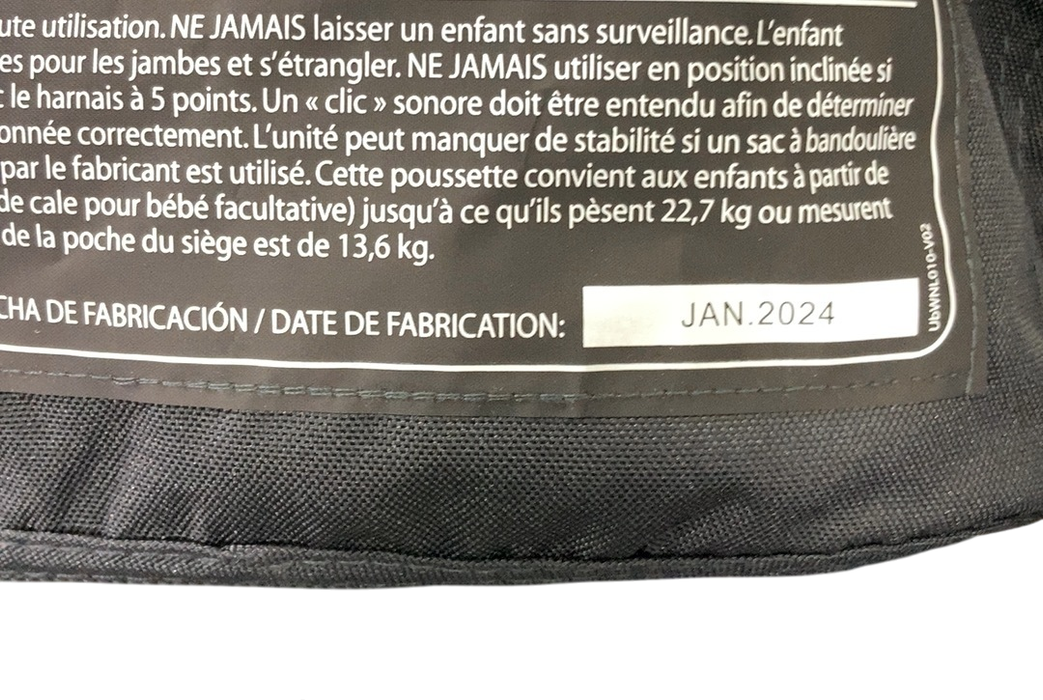 ute utilisation. NE JAMAIS laisser un enfant sans surveillance. L'enfant
es pour les jambes et s'étrangler. NE JAMAIS utiliser en position inclinée si
le harnais à 5 points. Un « clic » sonore doit être entendu afin de déterminer
onnée correctement. L'unité peut manquer de stabilité si un sac à bandoulière
par le fabricant est utilisé. Cette poussette convient aux enfants à partir de
de cale pour bébé facultative) jusqu'à ce qu'ils pèsent 22,7 kg ou mesurent
de la poche du siège est de 13,6 kg.
CHA DE FABRICACIÓN / DATE DE FABRICATION:
JAN.2024
UbWNL010-V02